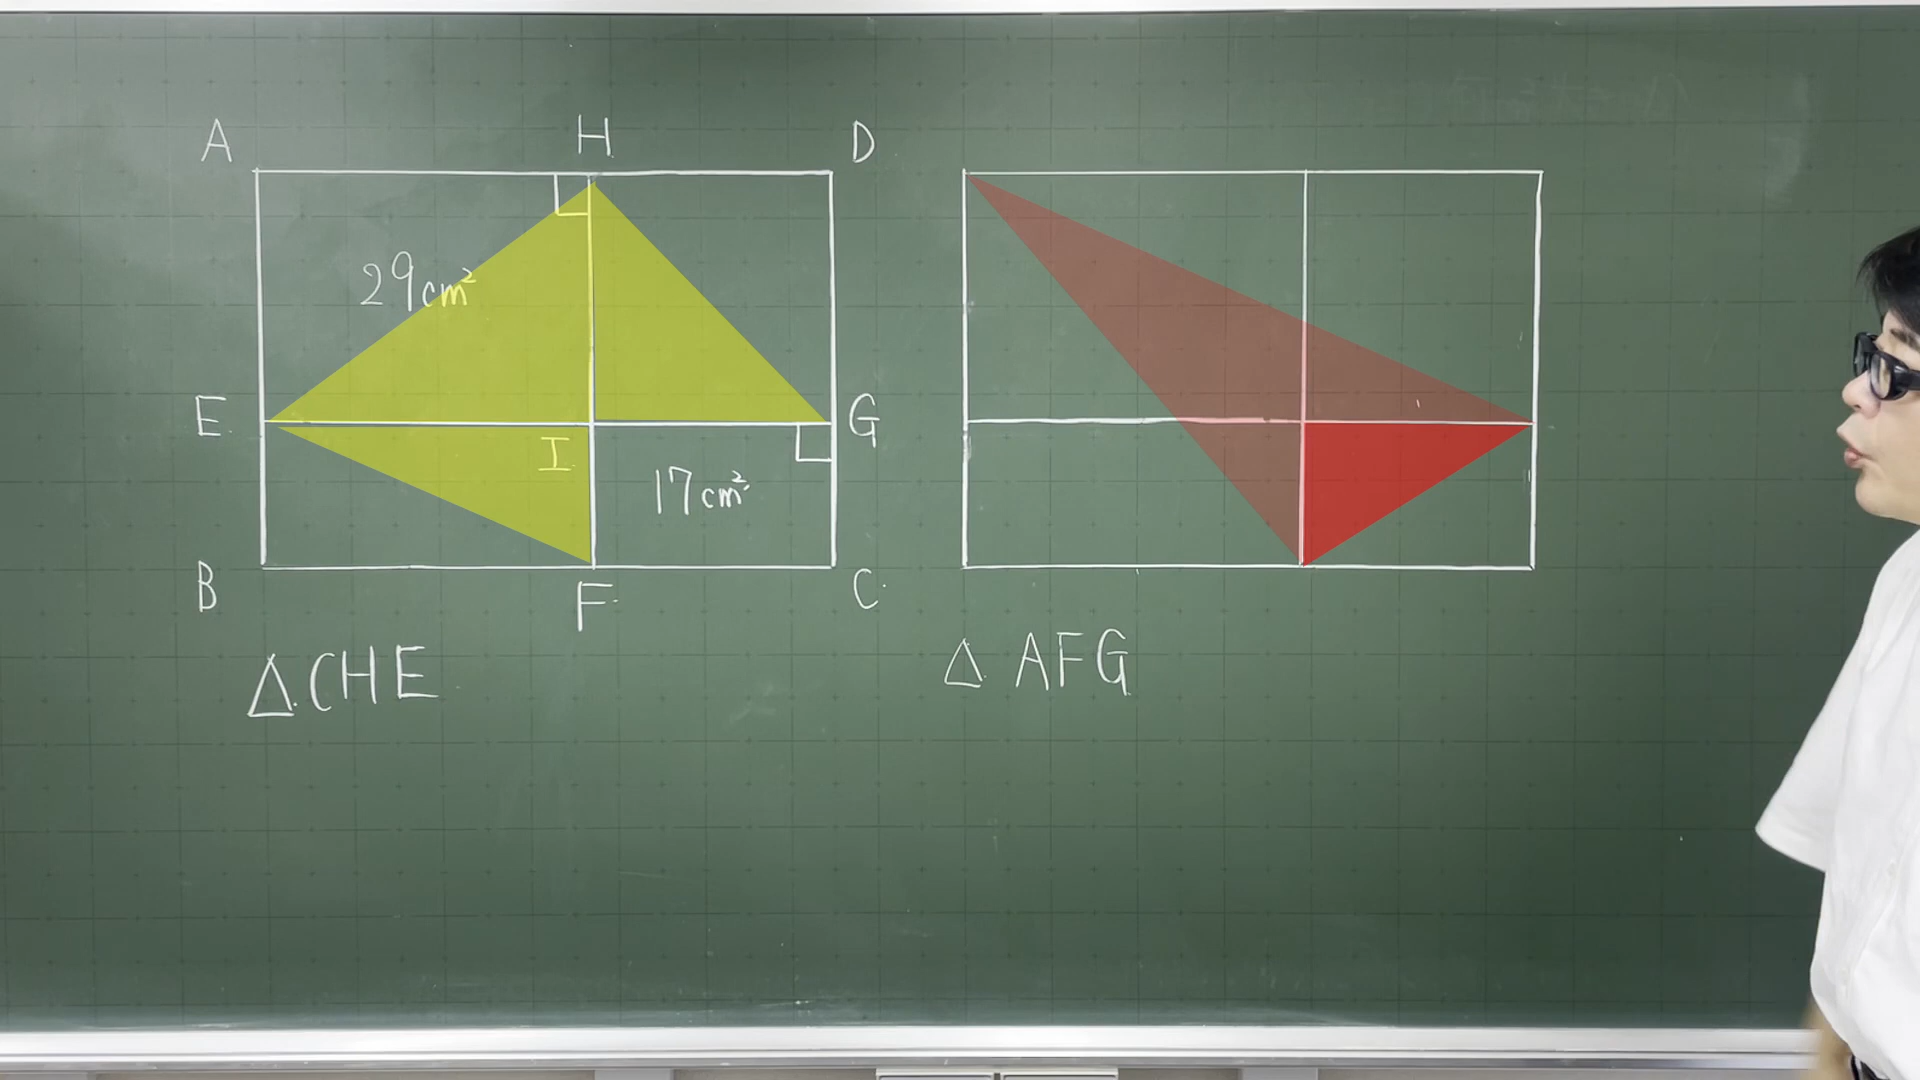 A H D
29cm²
E I G
17cm²
B F C
△CHE
△AFG